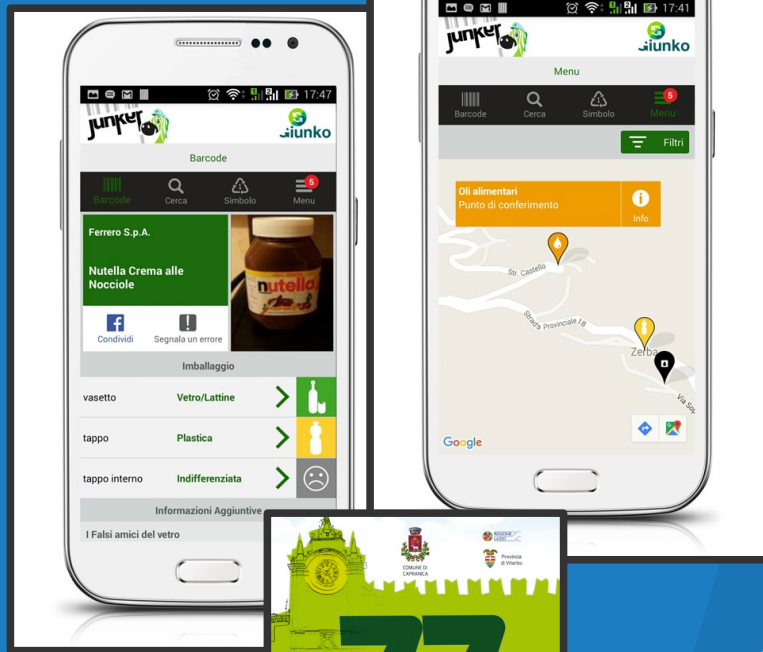 17:47
junker
Giunko
Barcode
Barcode
Cerca
Simbolo
5
Menu
Ferrero S.p.A.
Nutella Crema alle
Nocciole
nutella
Condividi
Segnala un errore
Imballaggio
vasetto
Vetro/Lattine
tappo
Plastica
tappo interno
Indifferenziata
Informazioni Aggiuntive
I Falsi amici del vetro
17:41
junker
Giunko
Menu
Barcode
Cerca
Simbolo
5
Menu
Filtri
Oli alimentari
Punto di conferimento
Info
Str. Castello
Strada Provinciale 18
Zerba
Google
COMUNE DI
CAPRANICA
REGIONE
LAZIO
Provincia
di Viterbo
77